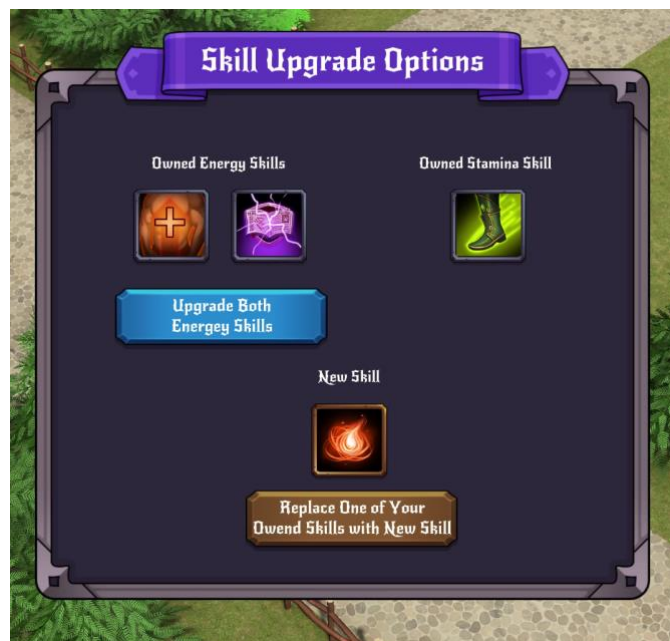 Skill Upgrade Options
Owned Energy Skills
Owned Stamina Skill
Upgrade Both
Energey Skills
New Skill
Replace One of Your
Owend Skills with New Skill